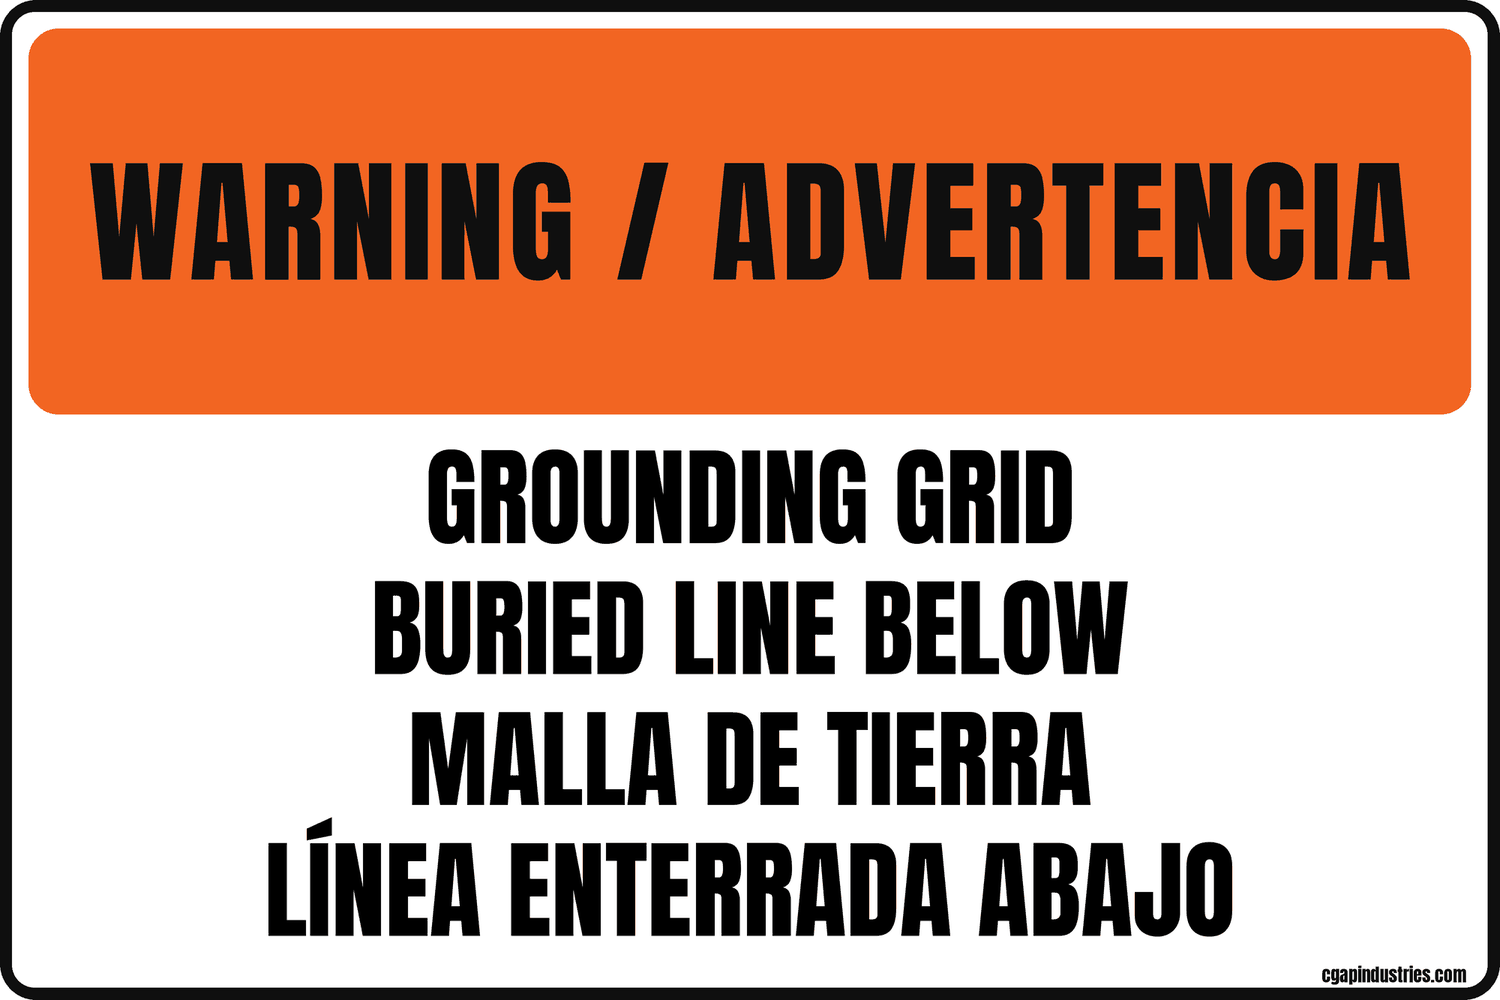 WARNING / ADVERTENCIA
GROUNDING GRID
BURIED LINE BELOW
MALLA DE TIERRA
LÍNEA ENTERRADA ABAJO
cgapindustries.com